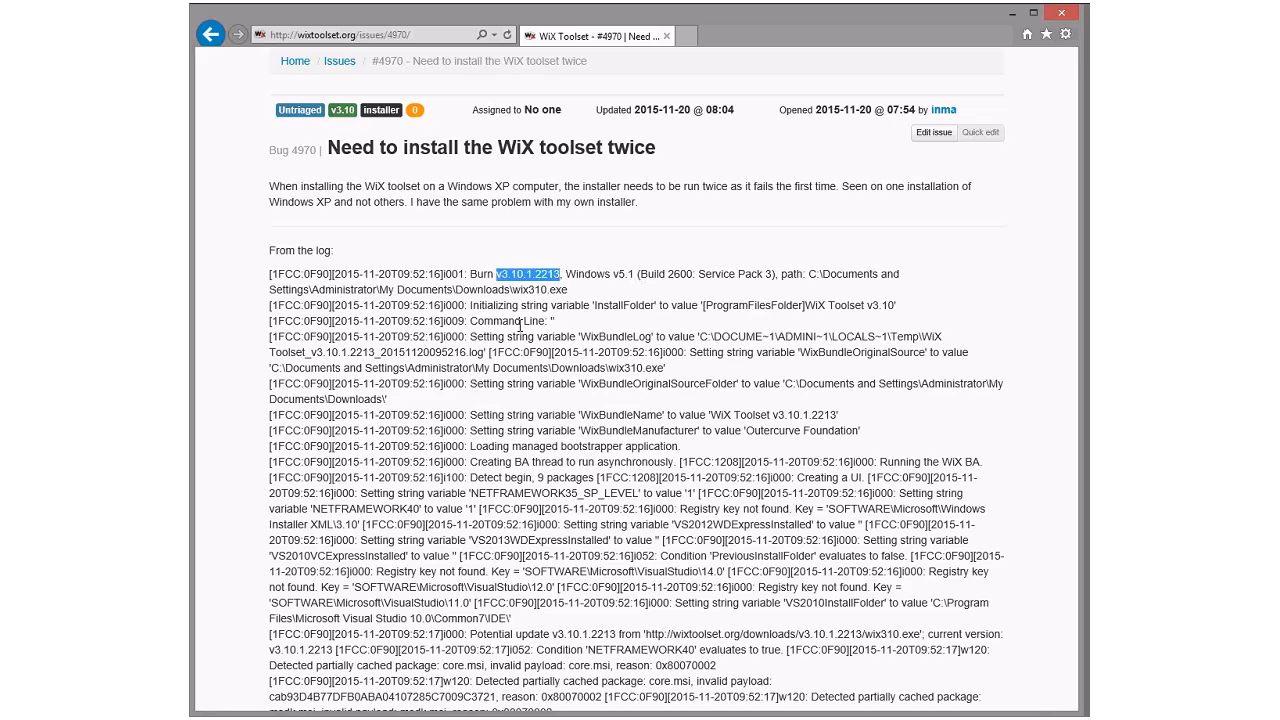 http://wixtoolset.org/issues/4970/
WiX Toolset - #4970 | Need ...
Home / Issues / #4970 - Need to install the WiX toolset twice
Untriaged v3.10 installer 0 Assigned to No one Updated 2015-11-20 @ 08:04 Opened 2015-11-20 @ 07:54 by inma
Edit issue Quick edit
Bug 4970 | Need to install the WiX toolset twice
When installing the WiX toolset on a Windows XP computer, the installer needs to be run twice as it fails the first time. Seen on one installation of
Windows XP and not others. I have the same problem with my own installer.
From the log:
[1FCC:0F90][2015-11-20T09:52:16]i001: Burn v3.10.1.2213, Windows v5.1 (Build 2600: Service Pack 3), path: C:\Documents and
Settings\Administrator\My Documents\Downloads\wix310.exe
[1FCC:0F90][2015-11-20T09:52:16]i000: Initializing string variable 'InstallFolder' to value '[ProgramFilesFolder]WiX Toolset v3.10'
[1FCC:0F90][2015-11-20T09:52:16]i009: Command Line: ''
[1FCC:0F90][2015-11-20T09:52:16]i000: Setting string variable 'WixBundleLog' to value 'C:\DOCUME~1\ADMINI~1\LOCALS~1\Temp\WiX
Toolset_v3.10.1.2213_20151120095216.log' [1FCC:0F90][2015-11-20T09:52:16]i000: Setting string variable 'WixBundleOriginalSource' to value
'C:\Documents and Settings\Administrator\My Documents\Downloads\wix310.exe'
[1FCC:0F90][2015-11-20T09:52:16]i000: Setting string variable 'WixBundleOriginalSourceFolder' to value 'C:\Documents and Settings\Administrator\My
Documents\Downloads\'
[1FCC:0F90][2015-11-20T09:52:16]i000: Setting string variable 'WixBundleName' to value 'WiX Toolset v3.10.1.2213'
[1FCC:0F90][2015-11-20T09:52:16]i000: Setting string variable 'WixBundleManufacturer' to value 'Outercurve Foundation'
[1FCC:0F90][2015-11-20T09:52:16]i000: Loading managed bootstrapper application.
[1FCC:0F90][2015-11-20T09:52:16]i000: Creating BA thread to run asynchronously. [1FCC:1208][2015-11-20T09:52:16]i000: Running the WiX BA.
[1FCC:0F90][2015-11-20T09:52:16]i100: Detect begin, 9 packages [1FCC:1208][2015-11-20T09:52:16]i000: Creating a UI. [1FCC:0F90][2015-11-
20T09:52:16]i000: Setting string variable 'NETFRAMEWORK35_SP_LEVEL' to value '1' [1FCC:0F90][2015-11-20T09:52:16]i000: Setting string
variable 'NETFRAMEWORK40' to value '1' [1FCC:0F90][2015-11-20T09:52:16]i000: Registry key not found. Key = 'SOFTWARE\Microsoft\Windows
Installer XML\3.10' [1FCC:0F90][2015-11-20T09:52:16]i000: Setting string variable 'VS2012WDExpressInstalled' to value '' [1FCC:0F90][2015-11-
20T09:52:16]i000: Setting string variable 'VS2013WDExpressInstalled' to value '' [1FCC:0F90][2015-11-20T09:52:16]i000: Setting string variable
'VS2010VCExpressInstalled' to value '' [1FCC:0F90][2015-11-20T09:52:16]i052: Condition 'PreviousInstallFolder' evaluates to false. [1FCC:0F90][2015-
11-20T09:52:16]i000: Registry key not found. Key = 'SOFTWARE\Microsoft\VisualStudio\14.0' [1FCC:0F90][2015-11-20T09:52:16]i000: Registry key
not found. Key = 'SOFTWARE\Microsoft\VisualStudio\12.0' [1FCC:0F90][2015-11-20T09:52:16]i000: Registry key not found. Key =
'SOFTWARE\Microsoft\VisualStudio\11.0' [1FCC:0F90][2015-11-20T09:52:16]i000: Setting string variable 'VS2010InstallFolder' to value 'C:\Program
Files\Microsoft Visual Studio 10.0\Common7\IDE\'
[1FCC:0F90][2015-11-20T09:52:17]i000: Potential update v3.10.1.2213 from 'http://wixtoolset.org/downloads/v3.10.1.2213/wix310.exe'; current version:
v3.10.1.2213 [1FCC:0F90][2015-11-20T09:52:17]i052: Condition 'NETFRAMEWORK40' evaluates to true. [1FCC:0F90][2015-11-20T09:52:17]w120:
Detected partially cached package: core.msi, invalid payload: core.msi, reason: 0x80070002
[1FCC:0F90][2015-11-20T09:52:17]w120: Detected partially cached package: core.msi, invalid payload:
cab93D4B77DFB0ABA04107285C7009C3721, reason: 0x80070002 [1FCC:0F90][2015-11-20T09:52:17]w120: Detected partially cached package: